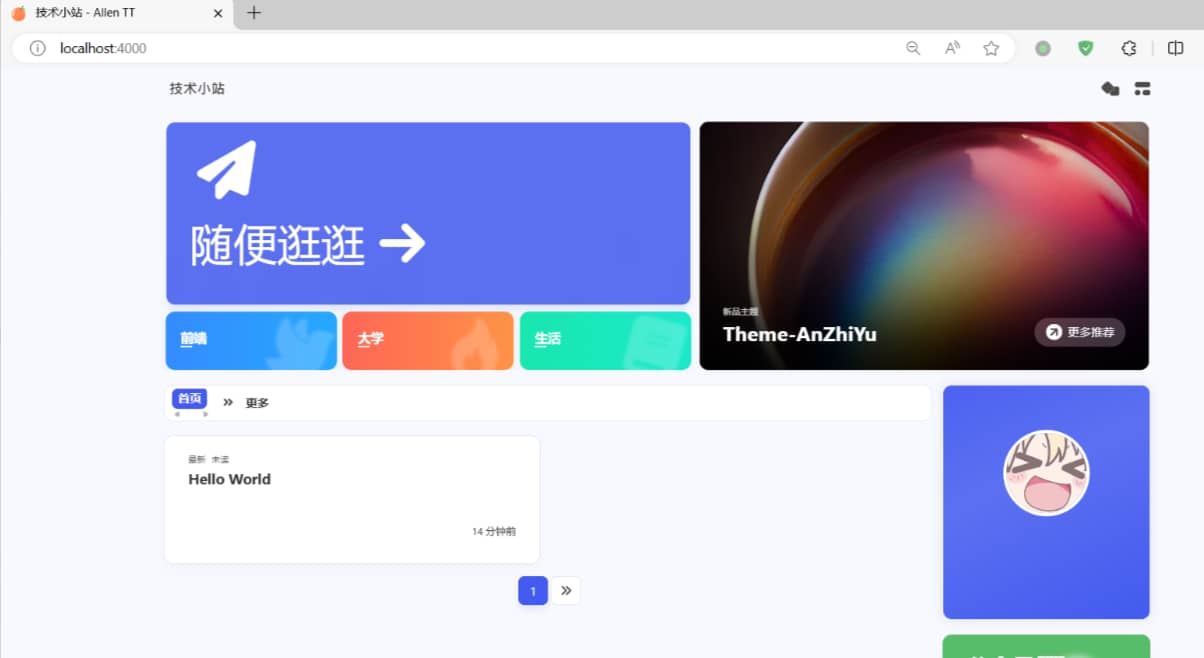 技术小站 - Allen TT
localhost:4000
技术小站
随便逛逛
前端
大学
生活
新品主题
Theme-AnZhiYu
更多推荐
首页
更多
最新 未读
Hello World
14 分钟前
1